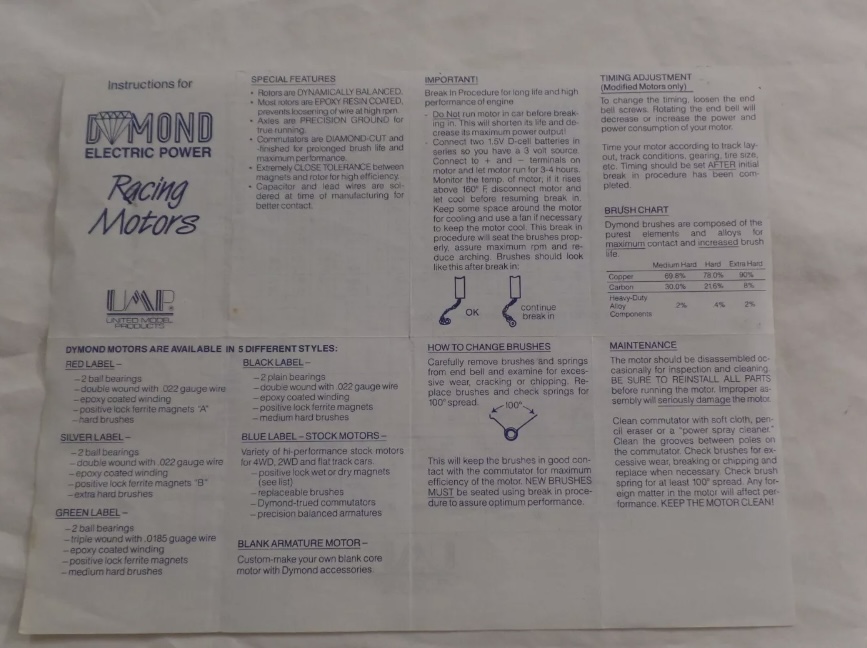 Instructions for
DYMOND
ELECTRIC POWER
Racing
Motors
UMP
UNITED MODEL
PRODUCTS
SPECIAL FEATURES
• Rotors are DYNAMICALLY BALANCED.
• Most rotors are EPOXY RESIN COATED,
prevents loosening of wire at high rpm.
• Axles are PRECISION GROUND for
true running.
• Commutators are DIAMOND-CUT and
-finished for prolonged brush life and
maximum performance.
• Extremely CLOSE TOLERANCE between
magnets and rotor for high efficiency.
• Capacitor and lead wires are sol-
dered at time of manufacturing for
better contact.
IMPORTANT!
Break In Procedure for long life and high
performance of engine
- Do Not run motor in car before break-
ing in. This will shorten its life and de-
crease its maximum power output!
- Connect two 1.5V D-cell batteries in
series so you have a 3 volt source.
Connect to + and – terminals on
motor and let motor run for 3-4 hours.
Monitor the temp. of motor; if it rises
above 160° F, disconnect motor and
let cool before resuming break in.
Keep some space around the motor
for cooling and use a fan if necessary
to keep the motor cool. This break in
procedure will seat the brushes prop-
erly, assure maximum rpm and re-
duce arching. Brushes should look
like this after break in:
OK
continue
break in
TIMING ADJUSTMENT
(Modified Motors only)
To change the timing, loosen the end
bell screws. Rotating the end bell will
decrease or increase the power and
power consumption of your motor.
Time your motor according to track lay-
out, track conditions, gearing, tire size,
etc. Timing should be set AFTER initial
break in procedure has been com-
pleted.
BRUSH CHART
Dymond brushes are composed of the
purest elements and alloys for
maximum contact and increased brush
life.
Medium Hard Hard Extra Hard
Copper 69.8% 78.0% 90%
Carbon 30.0% 21.6% 8%
Heavy-Duty
Alloy 2% .4% 2%
Components
DYMOND MOTORS ARE AVAILABLE IN 5 DIFFERENT STYLES:
RED LABEL –
– 2 ball bearings
– double wound with .022 gauge wire
– epoxy coated winding
– positive lock ferrite magnets "A"
– hard brushes
SILVER LABEL –
– 2 ball bearings
– double wound with .022 gauge wire
– epoxy coated winding
– positive lock ferrite magnets "B"
– extra hard brushes
GREEN LABEL –
– 2 ball bearings
– triple wound with .0185 guage wire
– epoxy coated winding
– positive lock ferrite magnets
– medium hard brushes
BLACK LABEL –
– 2 plain bearings
– double wound with .022 gauge wire
– epoxy coated winding
– positive lock ferrite magnets
– medium hard brushes
BLUE LABEL – STOCK MOTORS –
Variety of hi-performance stock motors
for 4WD, 2WD and flat track cars.
– positive lock wet or dry magnets
(see list)
– replaceable brushes
– Dymond-trued commutators
– precision balanced armatures
BLANK ARMATURE MOTOR –
Custom-make your own blank core
motor with Dymond accessories.
HOW TO CHANGE BRUSHES
Carefully remove brushes and springs
from end bell and examine for exces-
sive wear, cracking or chipping. Re-
place brushes and check springs for
100° spread.
100°
This will keep the brushes in good con-
tact with the commutator for maximum
efficiency of the motor. NEW BRUSHES
MUST be seated using break in proce-
dure to assure optimum performance.
MAINTENANCE
The motor should be disassembled oc-
casionally for inspection and cleaning.
BE SURE TO REINSTALL ALL PARTS
before running the motor. Improper as-
sembly will seriously damage the motor.
Clean commutator with soft cloth, pen-
cil eraser or a "power spray cleaner."
Clean the grooves between poles on
the commutator. Check brushes for ex-
cessive wear, breaking or chipping and
replace when necessary. Check brush
spring for at least 100° spread. Any for-
eign matter in the motor will affect per-
formance. KEEP THE MOTOR CLEAN!